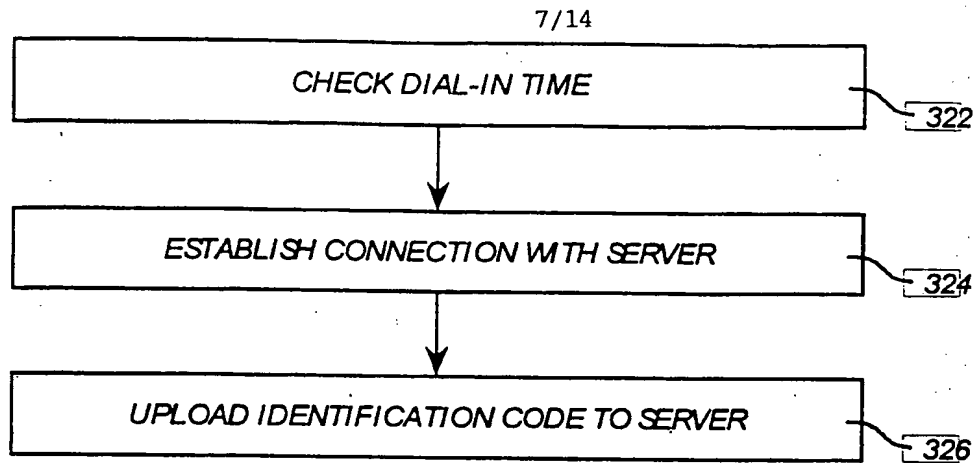 7/14
CHECK DIAL-IN TIME
322
ESTABLISH CONNECTION WITH SERVER
324
UPLOAD IDENTIFICATION CODE TO SERVER
326